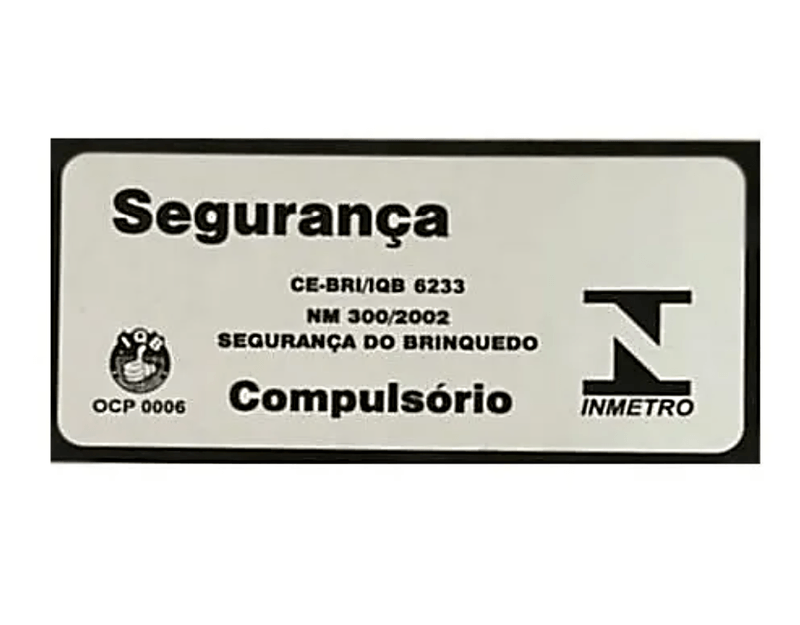 Segurança
CE-BRI/IQB 6233
NM 300/2002
SEGURANÇA DO BRINQUEDO
IQB
OCP 0006
Compulsório
INMETRO